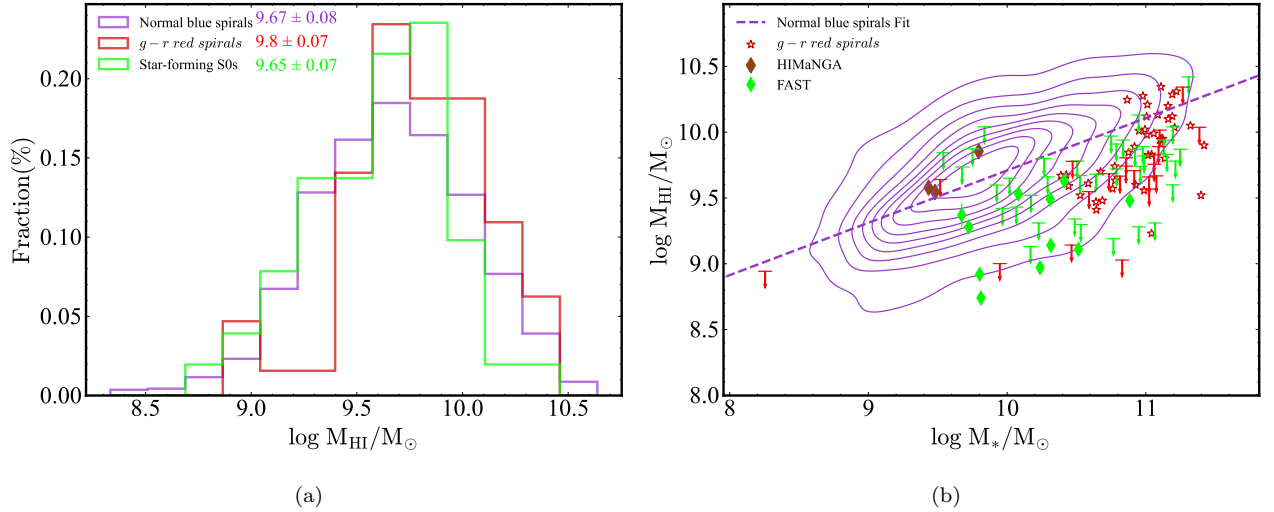 Normal blue spirals 9.67 ± 0.08
g − r red spirals 9.8 ± 0.07
Star-forming S0s 9.65 ± 0.07
0.20
0.15
0.10
0.05
0.00
Fraction(%)
8.5 9.0 9.5 10.0 10.5
log M_HI/M_⊙
(a)
Normal blue spirals Fit
g − r red spirals
HIMaNGA
FAST
10.5
10.0
9.5
9.0
8.5
8.0
log M_HI/M_⊙
8 9 10 11
log M_*/M_⊙
(b)